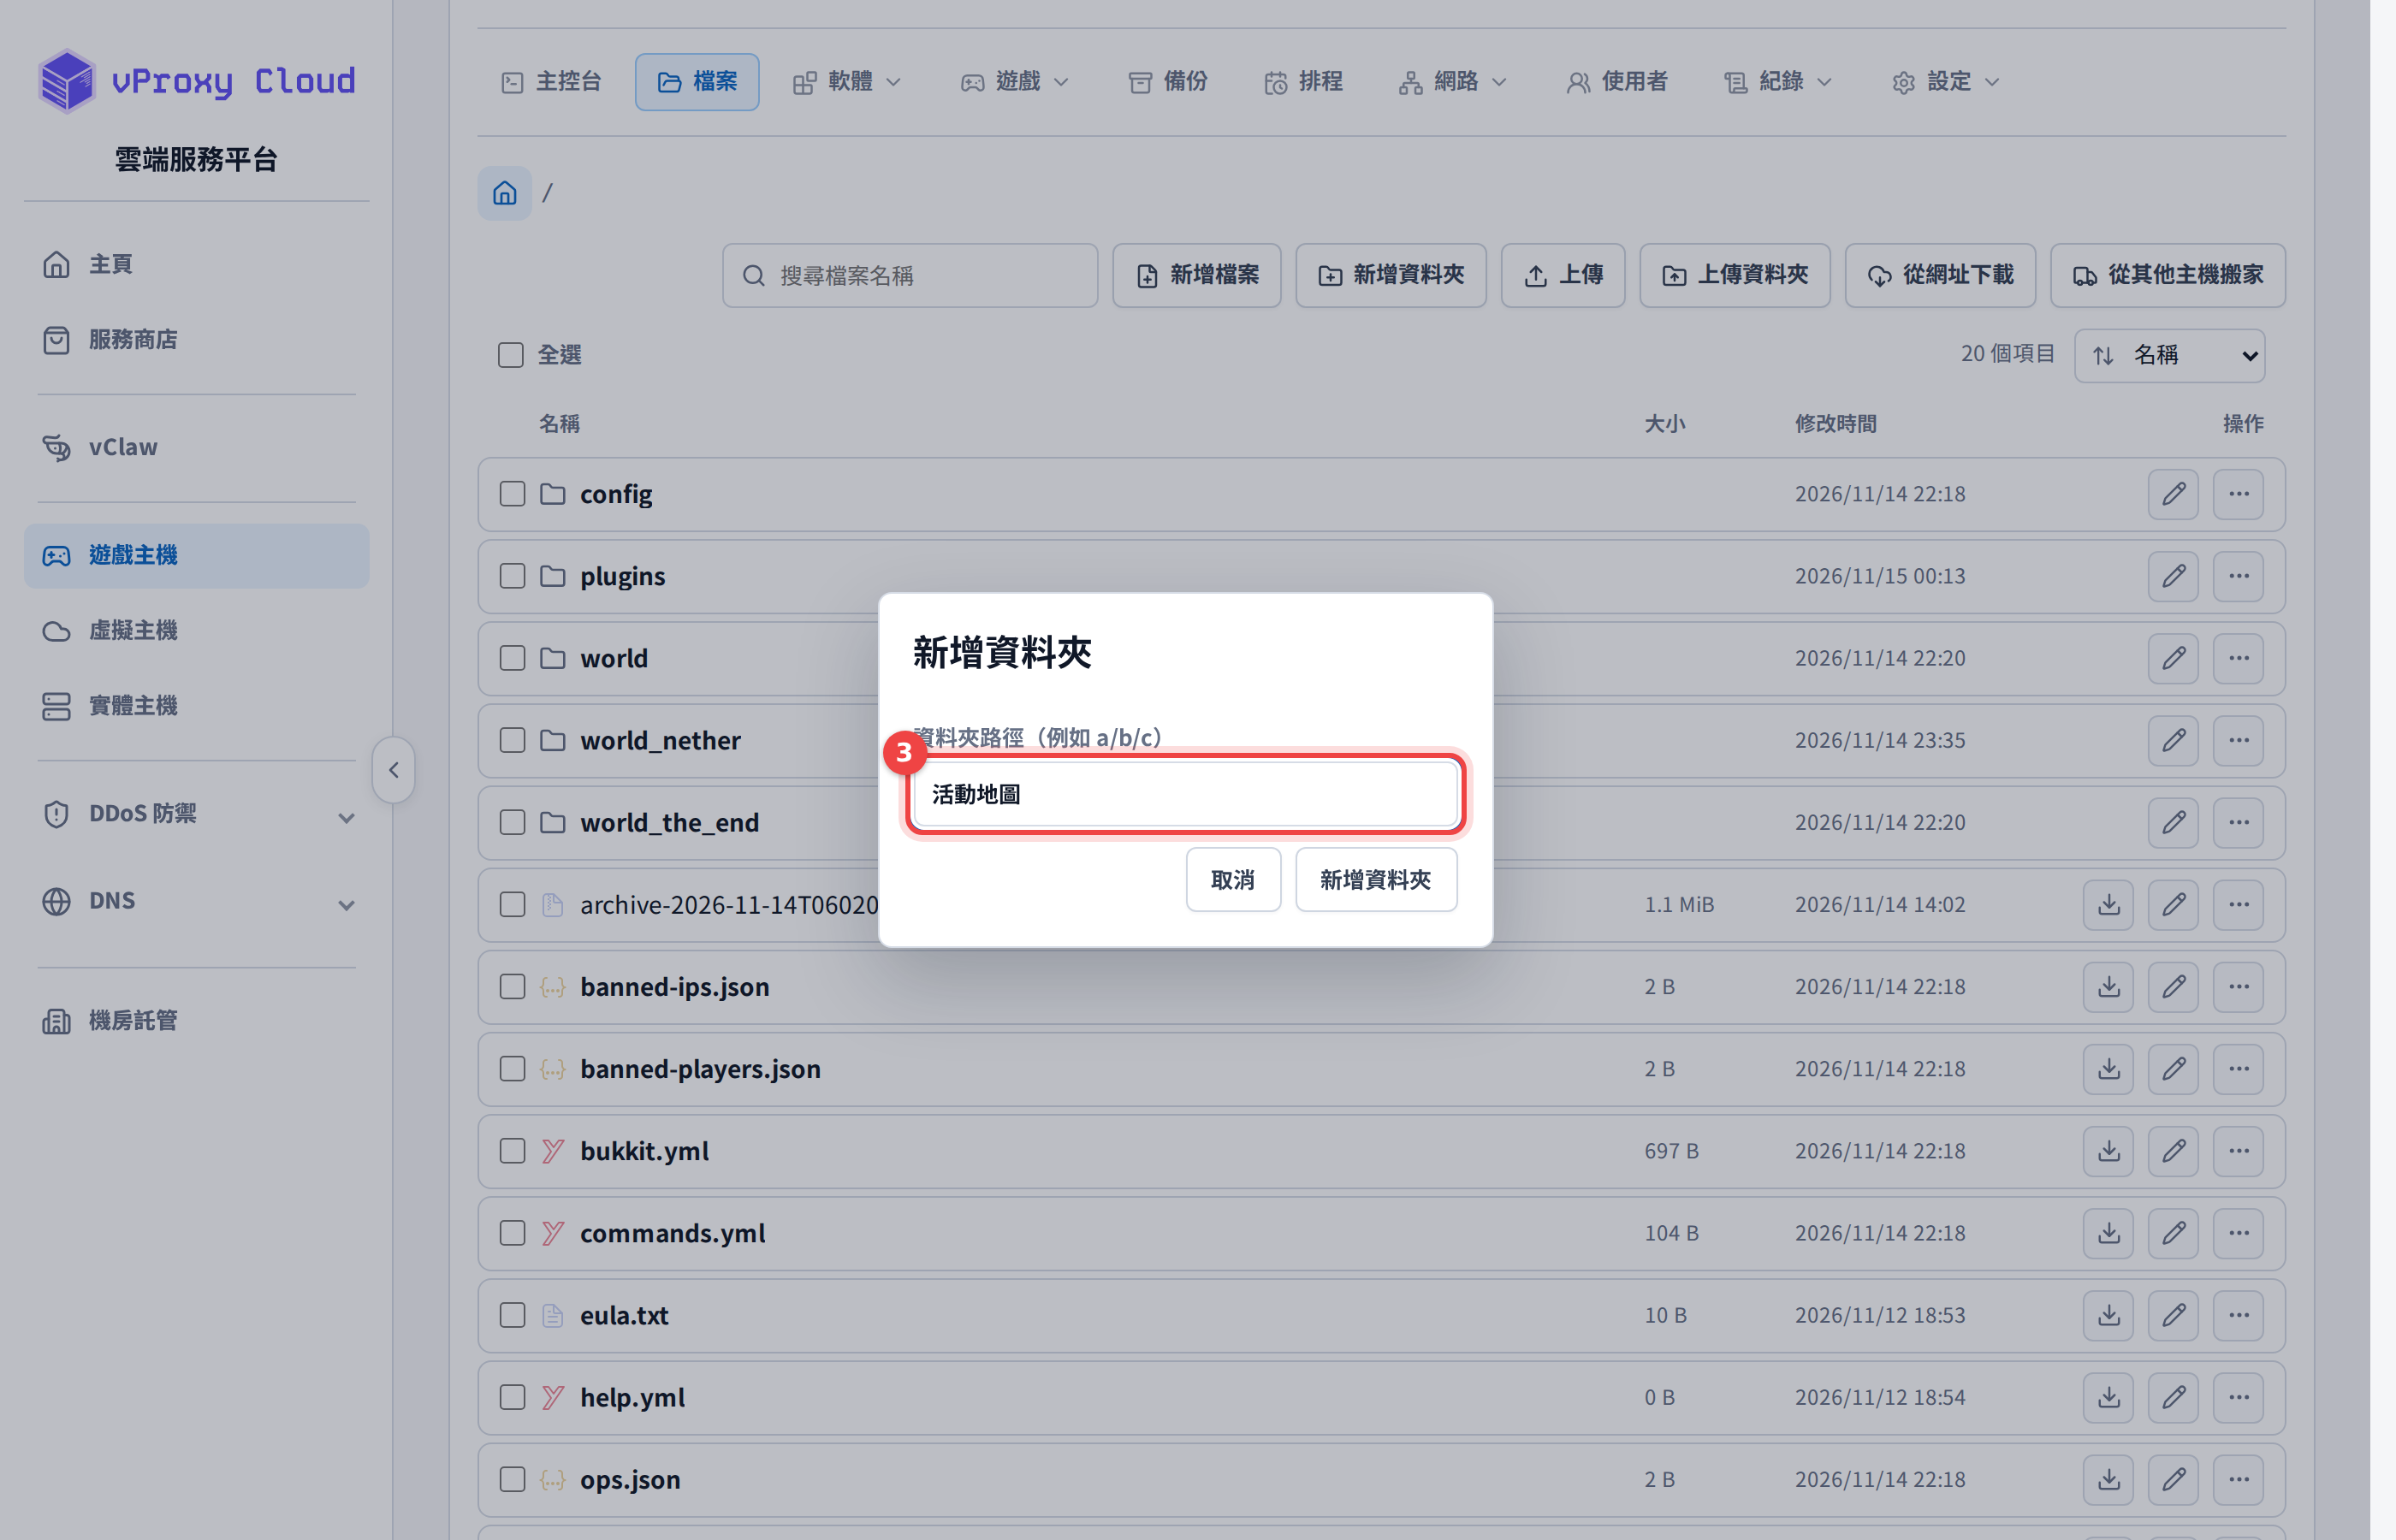 vProxy Cloud
雲端服務平台
主頁
服務商店
vClaw
遊戲主機
虛擬主機
實體主機
DDoS 防禦
DNS
機房託管
主控台 檔案 軟體 遊戲 備份 排程 網路 使用者 紀錄 設定
/
搜尋檔案名稱 新增檔案 新增資料夾 上傳 上傳資料夾 從網址下載 從其他主機搬家
全選 20 個項目 名稱
名稱 大小 修改時間 操作
config 2026/11/14 22:18
plugins 2026/11/15 00:13
world 2026/11/14 22:20
world_nether 2026/11/14 23:35
world_the_end 2026/11/14 22:20
archive-2026-11-14T06020 1.1 MiB 2026/11/14 14:02
banned-ips.json 2 B 2026/11/14 22:18
banned-players.json 2 B 2026/11/14 22:18
bukkit.yml 697 B 2026/11/14 22:18
commands.yml 104 B 2026/11/14 22:18
eula.txt 10 B 2026/11/12 18:53
help.yml 0 B 2026/11/12 18:54
ops.json 2 B 2026/11/14 22:18
新增資料夾
資料夾路徑（例如 a/b/c）
3
活動地圖
取消 新增資料夾